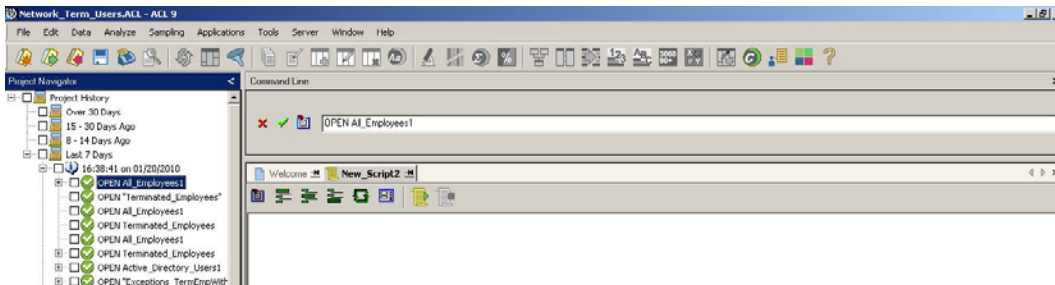 Network_Term_Users.ACL - ACL 9
File Edit Data Analyze Sampling Applications Tools Server Window Help
Project Navigator
Command Line
Project History
Over 30 Days
15 - 30 Days Ago
8 - 14 Days Ago
Last 7 Days
16:38:41 on 01/20/2010
OPEN All_Employees1
OPEN "Terminated_Employees"
OPEN All_Employees1
OPEN Terminated_Employees
OPEN All_Employees1
OPEN Terminated_Employees
OPEN Active_Directory_Users1
OPEN "Exceptions_TermEmpWith
OPEN All_Employees1
Welcome New_Script2